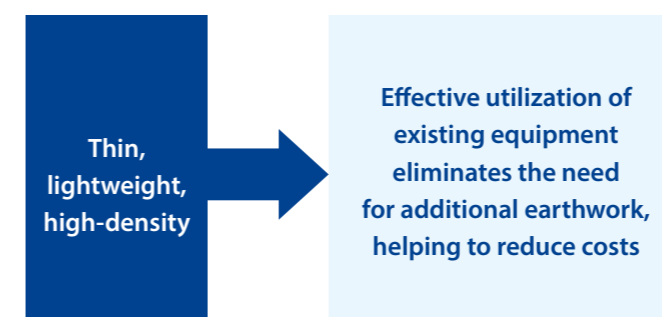 Thin,
lightweight,
high-density
Effective utilization of
existing equipment
eliminates the need
for additional earthwork,
helping to reduce costs